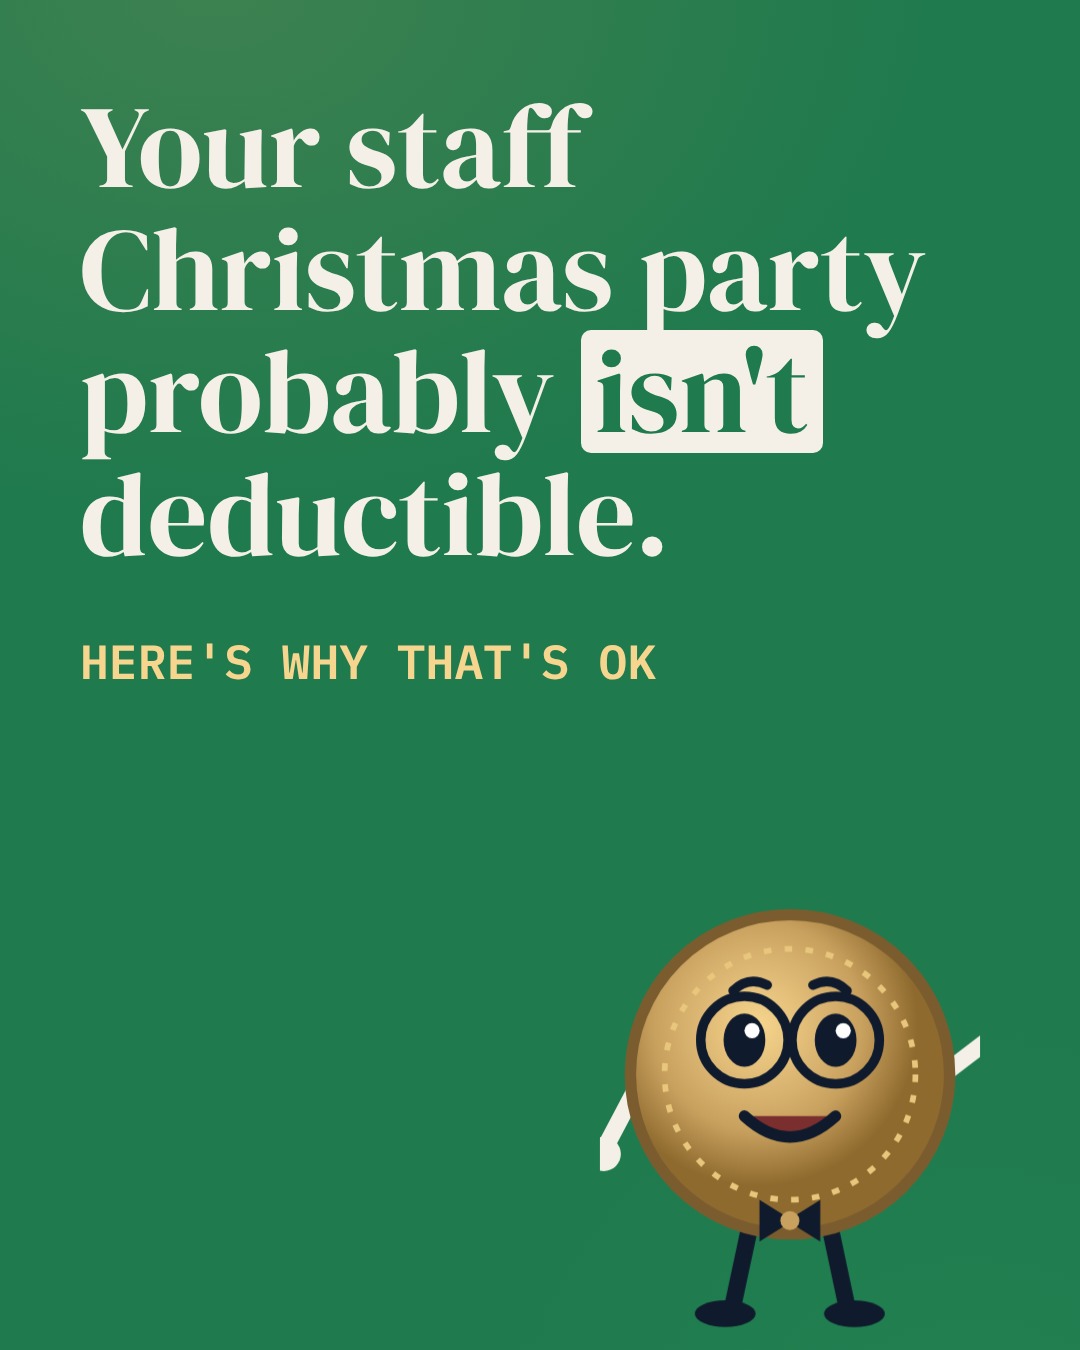 Your staff
Christmas party
probably isn't
deductible.
HERE'S WHY THAT'S OK